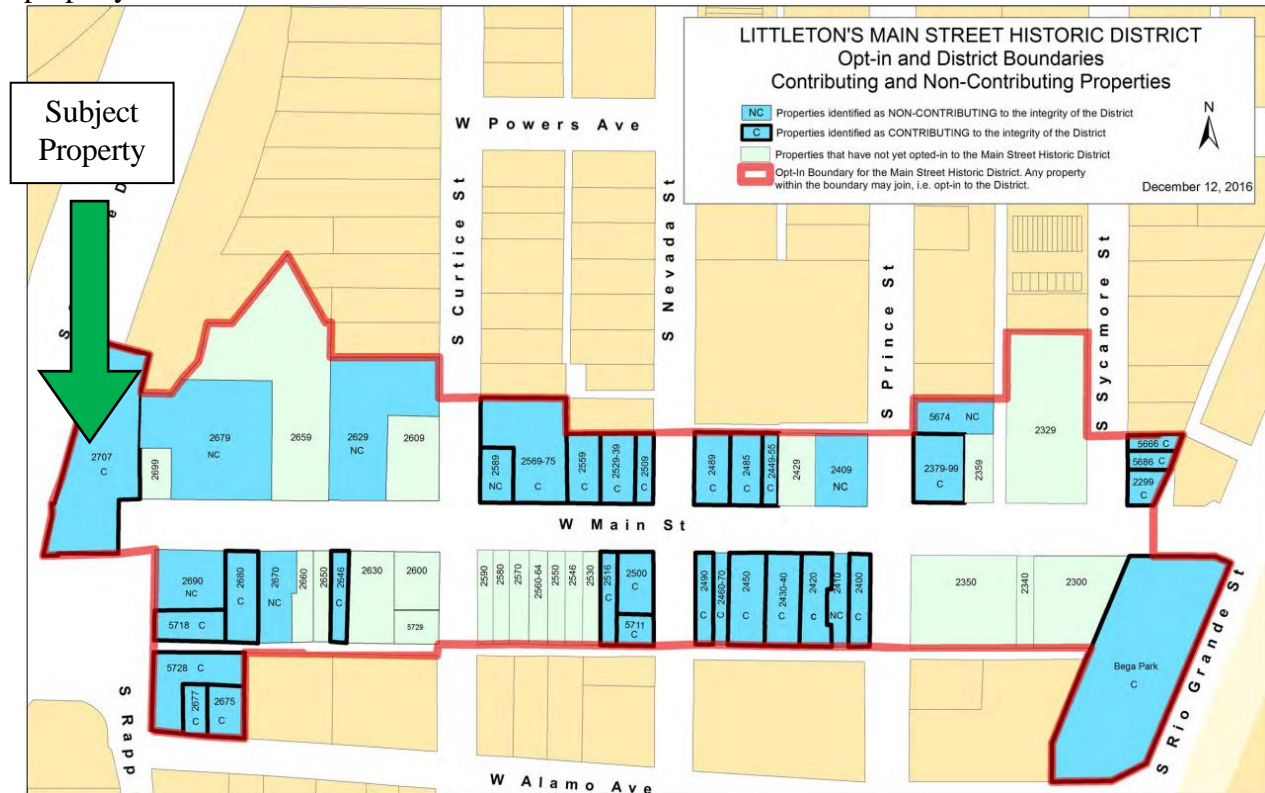 LITTLETON'S MAIN STREET HISTORIC DISTRICT
Opt-in and District Boundaries
Contributing and Non-Contributing Properties
NC Properties identified as NON-CONTRIBUTING to the integrity of the District
C Properties identified as CONTRIBUTING to the integrity of the District
Properties that have not yet opted-in to the Main Street Historic District
Opt-In Boundary for the Main Street Historic District. Any property
within the boundary may join, i.e. opt-in to the District.
N
December 12, 2016
Subject
Property
W Powers Ave
S Curtice St
S Nevada St
S Prince St
S Sycamore St
2707
C
2699
2679
NC
2659
2629
NC
2609
2589
NC
2569-75
C
2559
C
2529-39
C
2509
C
2489
C
2485
C
2449-55
C
2429
2409
NC
5674 NC
2379-99
C
2359
2329
5666 C
5686 C
2299
C
W Main St
2690
NC
5718 C
2680
C
2670
NC
2660
2650
2646
C
2630
2600
5729
2590
2580
2570
2560-64
2550
2546
2530
2516
C
2500
C
5711
C
2490
C
2460-70
C
2450
C
2430-40
C
2420
C
2410
NC
2400
C
2350
2340
2300
Bega Park
C
5728 C
2677
C
2675
C
S Rapp
W Alamo Ave
S Rio Grande St